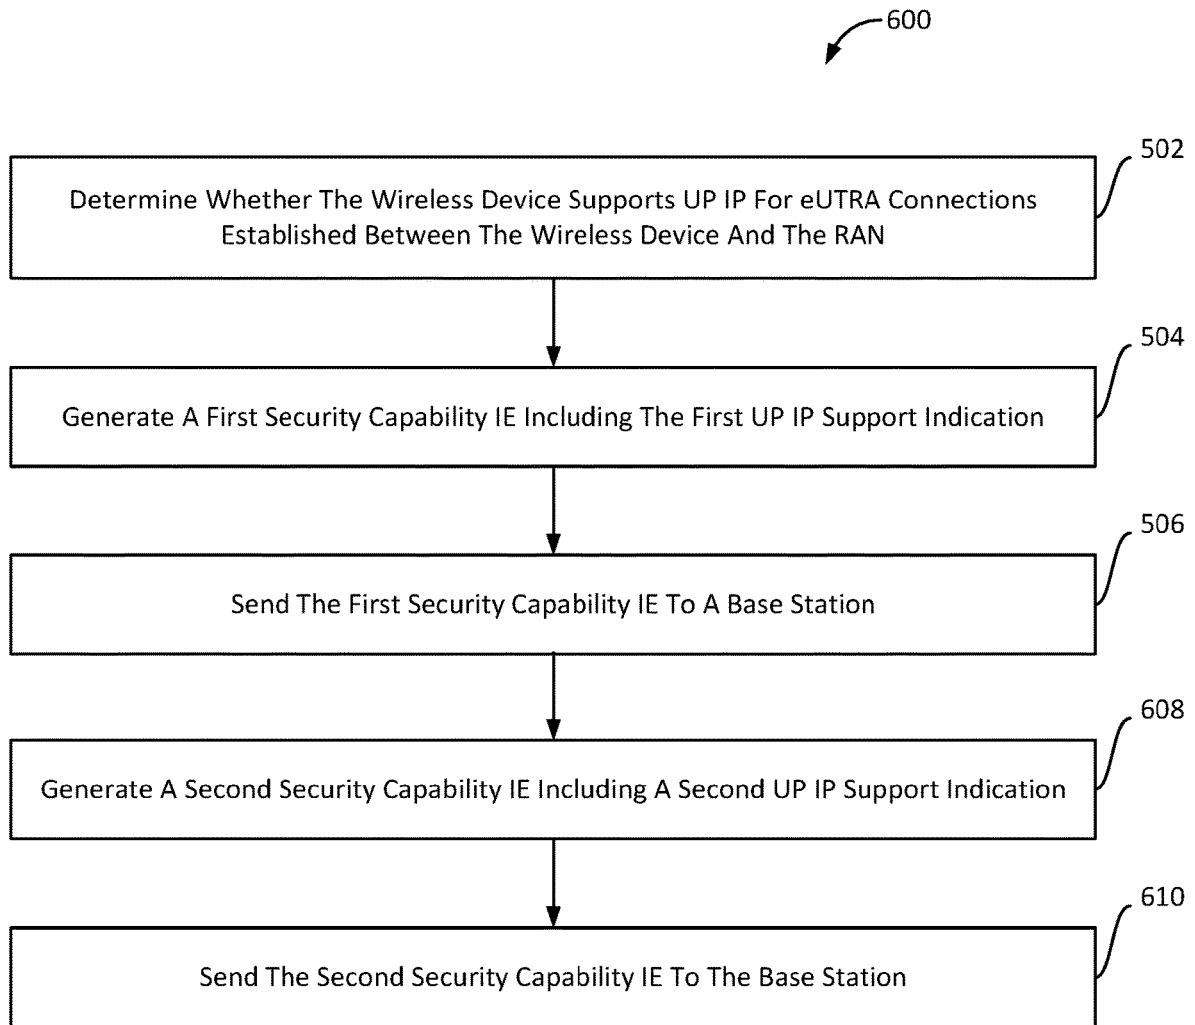 600
502
Determine Whether The Wireless Device Supports UP IP For eUTRA Connections
Established Between The Wireless Device And The RAN
504
Generate A First Security Capability IE Including The First UP IP Support Indication
506
Send The First Security Capability IE To A Base Station
608
Generate A Second Security Capability IE Including A Second UP IP Support Indication
610
Send The Second Security Capability IE To The Base Station